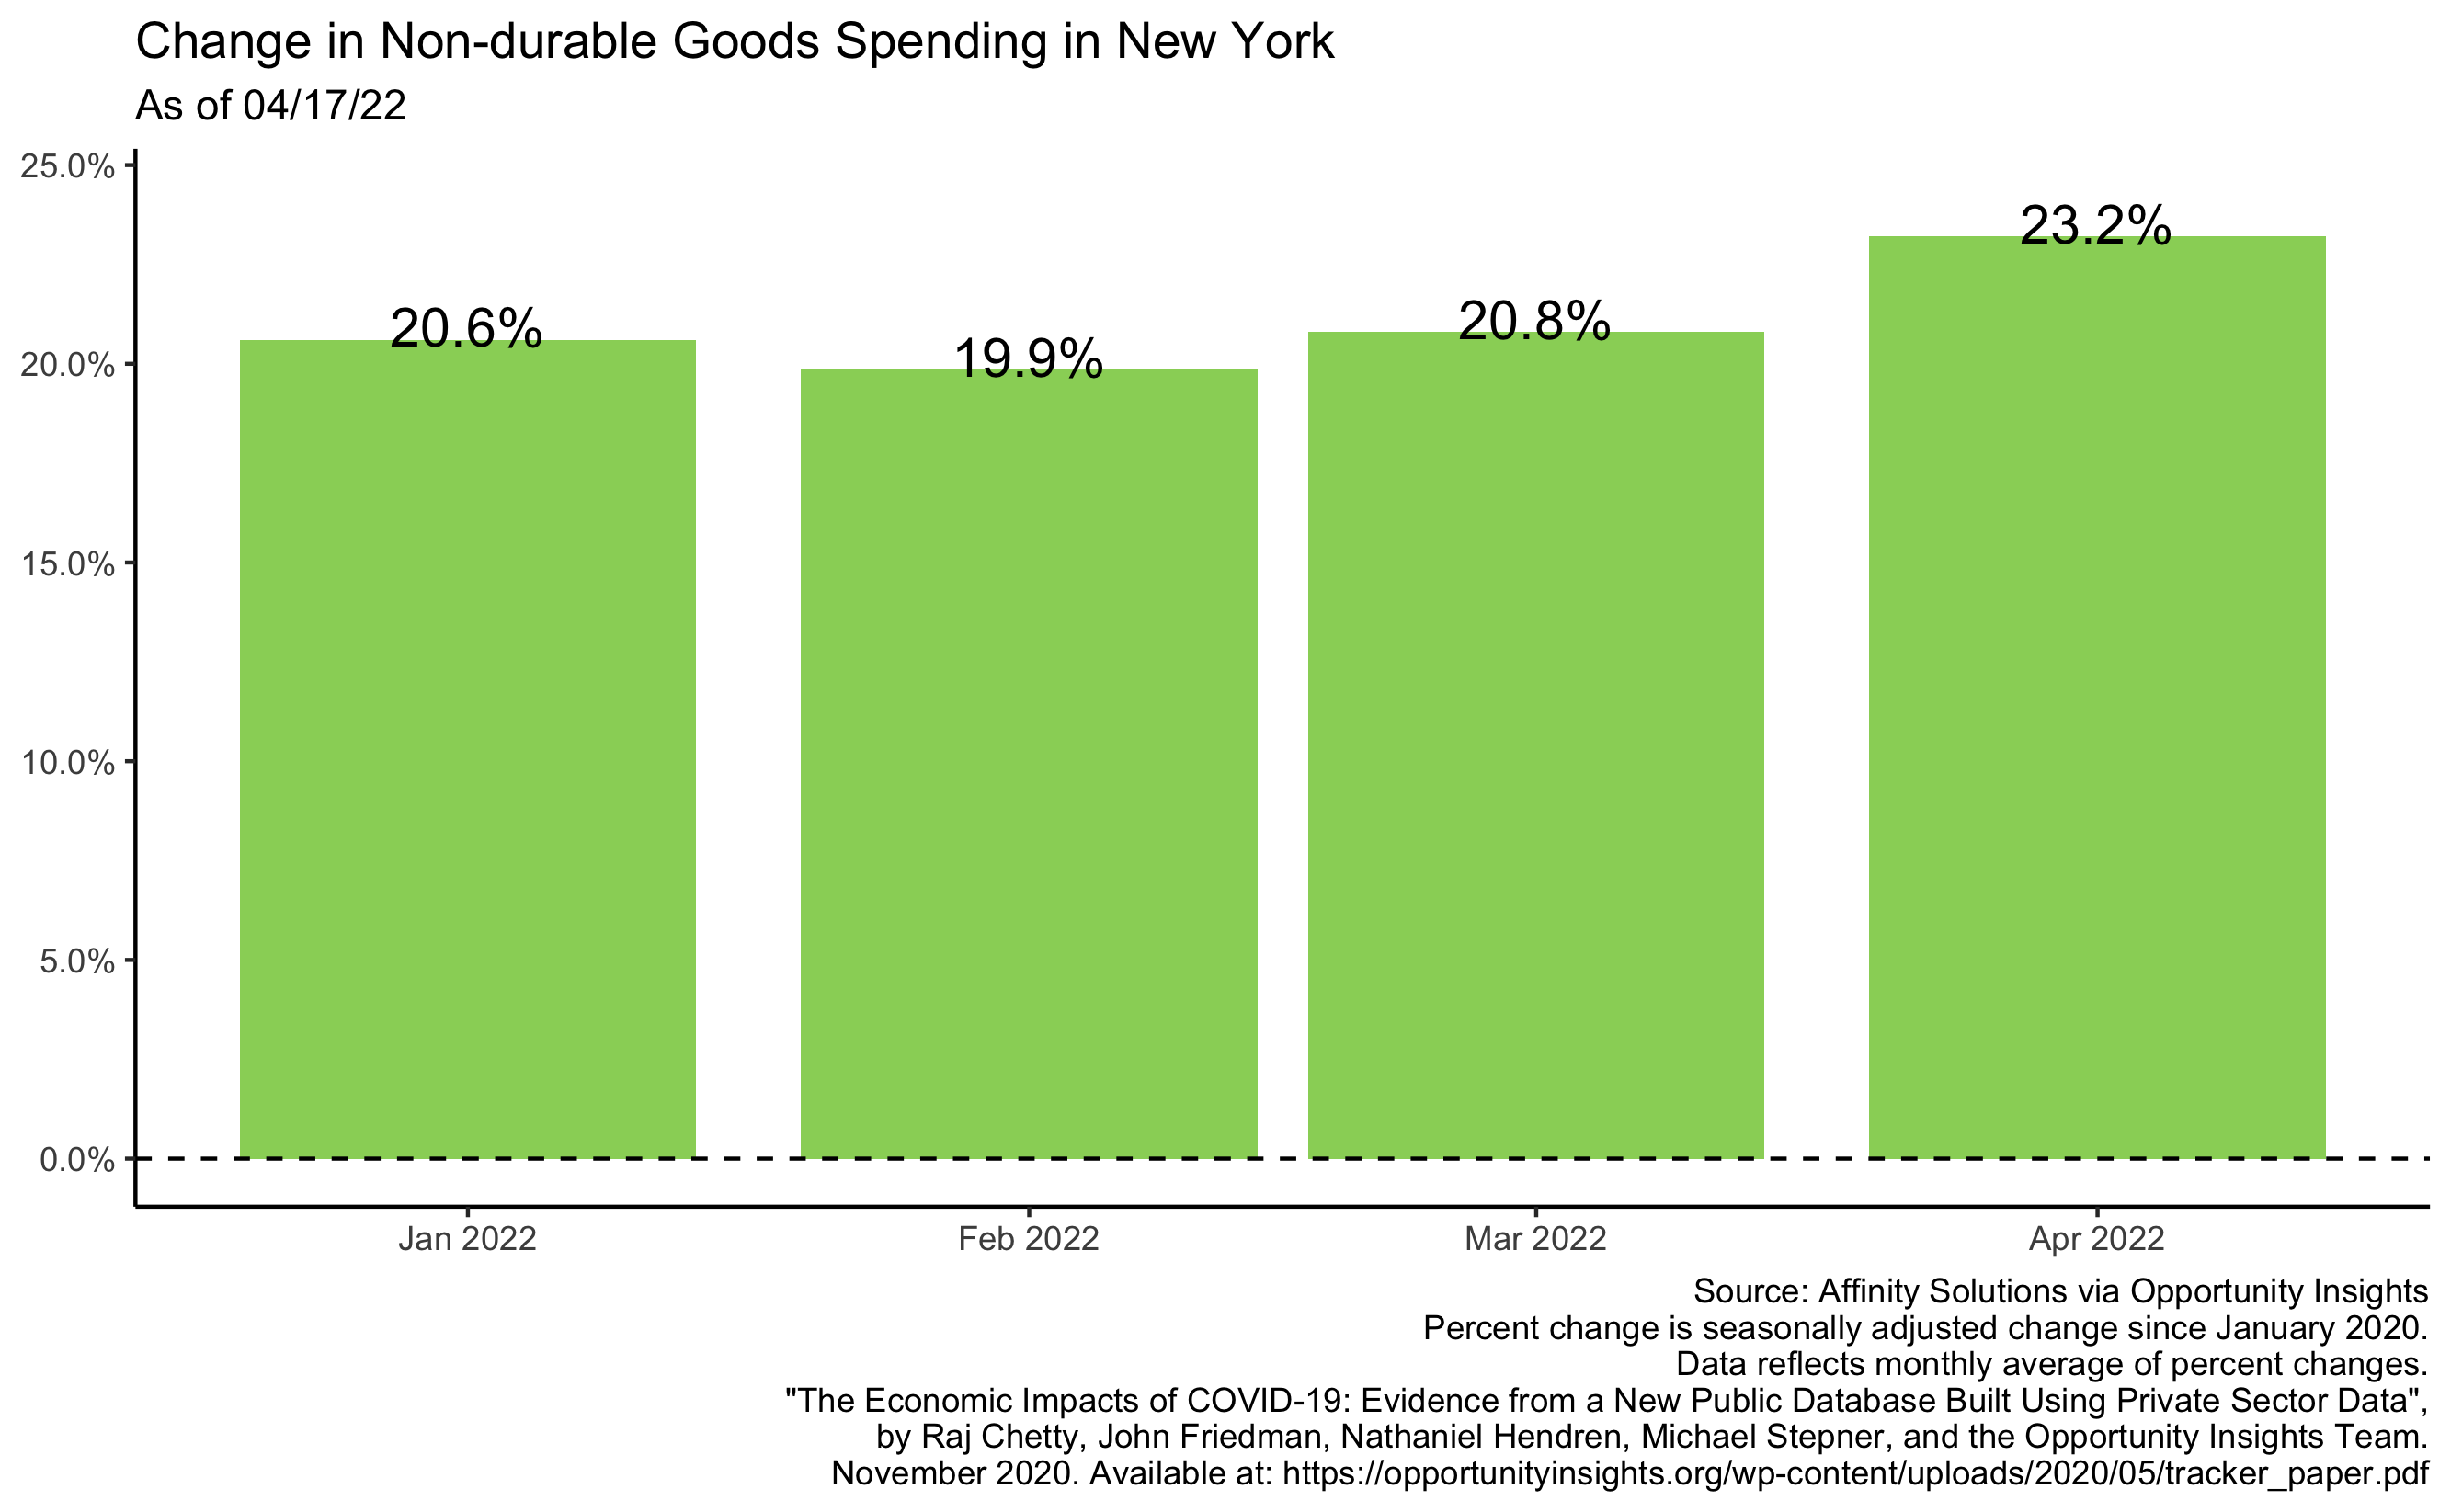 Change in Non-durable Goods Spending in New York
As of 04/17/22
25.0%
20.0%
15.0%
10.0%
5.0%
0.0%
20.6%
19.9%
20.8%
23.2%
Jan 2022
Feb 2022
Mar 2022
Apr 2022
Source: Affinity Solutions via Opportunity Insights
Percent change is seasonally adjusted change since January 2020.
Data reflects monthly average of percent changes.
"The Economic Impacts of COVID-19: Evidence from a New Public Database Built Using Private Sector Data",
by Raj Chetty, John Friedman, Nathaniel Hendren, Michael Stepner, and the Opportunity Insights Team.
November 2020. Available at: https://opportunityinsights.org/wp-content/uploads/2020/05/tracker_paper.pdf